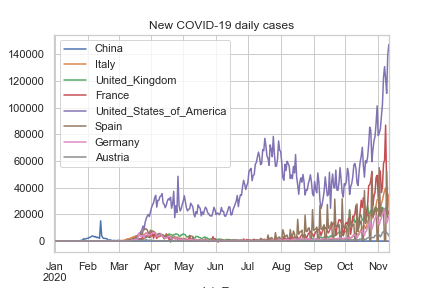 New COVID-19 daily cases
140000
120000
100000
80000
60000
40000
20000
0
China
Italy
United_Kingdom
France
United_States_of_America
Spain
Germany
Austria
Jan Feb Mar Apr May Jun Jul Aug Sep Oct Nov
2020